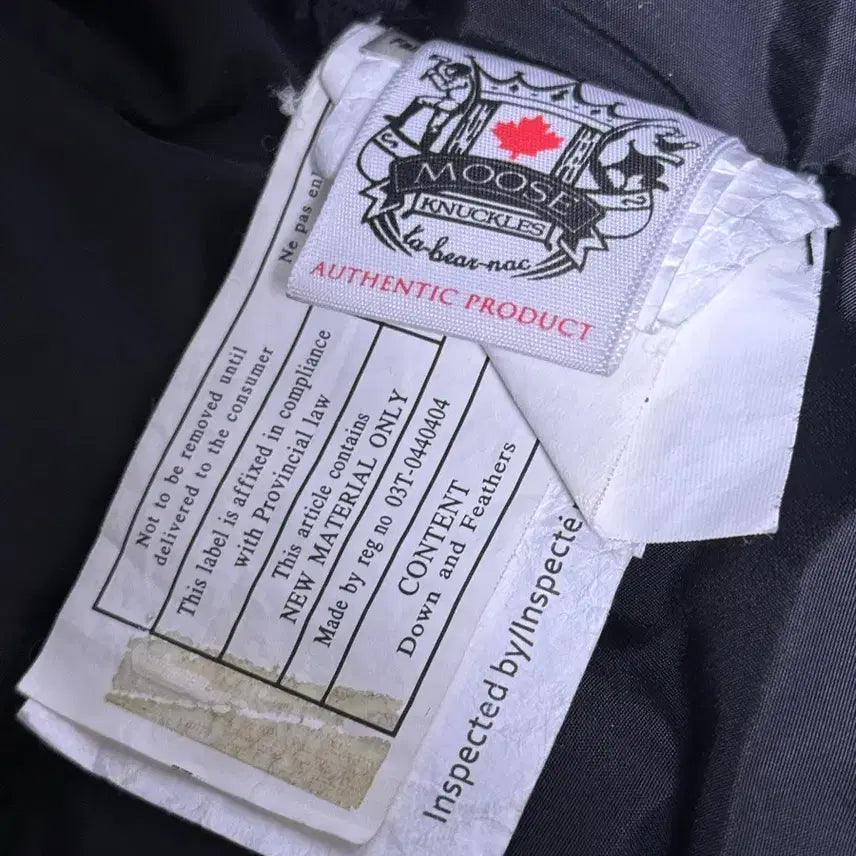 MOOSE
KNUCKLES
ta-bear-nac
AUTHENTIC PRODUCT
Ne pas
Not to be removed until
delivered to the consumer
This label is affixed in compliance
with Provincial law
This article contains
NEW MATERIAL ONLY
Made by reg no 03T-0440404
CONTENT
Down and Feathers
Inspected by/Inspecté